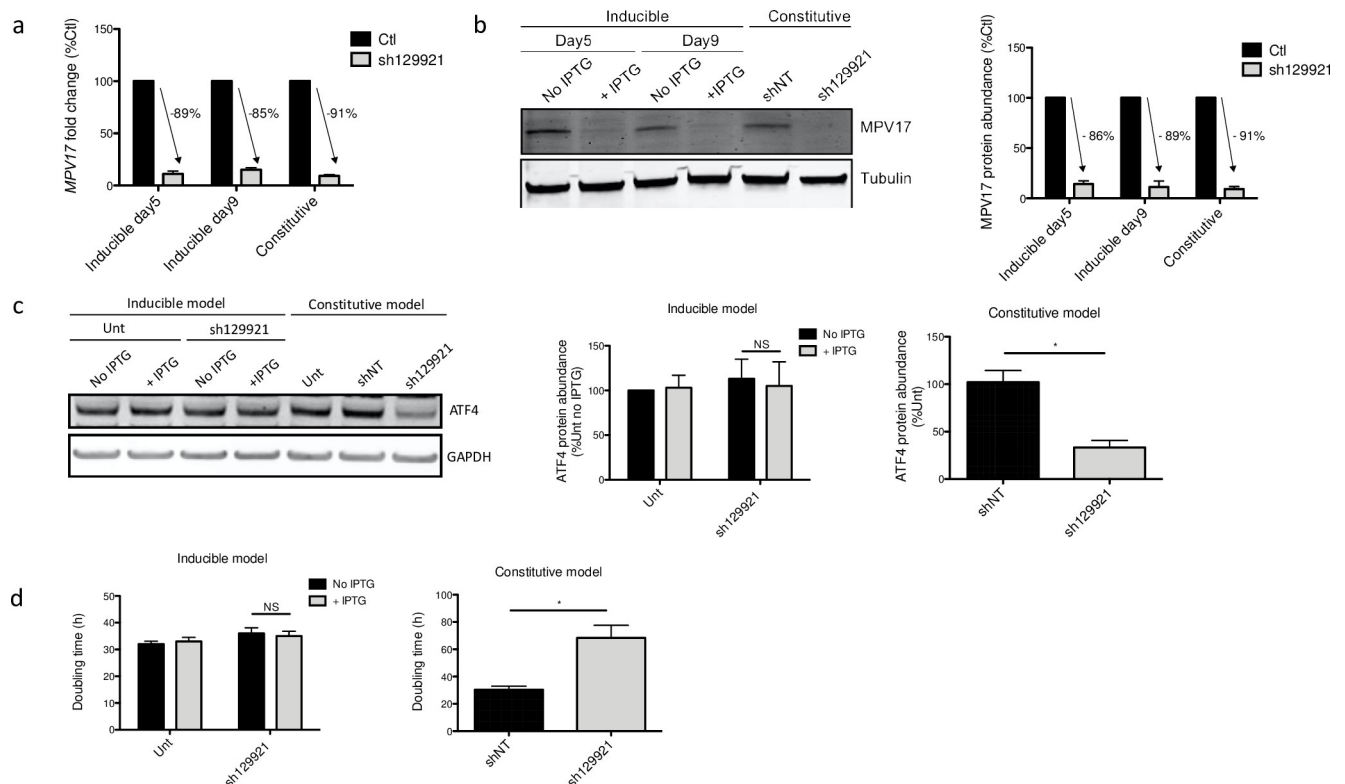 a
MPV17 fold change (%Ctl)
150
100
50
0
Ctl
sh129921
-89%
-85%
-91%
Inducible day5
Inducible day9
Constitutive
b
Inducible
Constitutive
Day5
Day9
No IPTG
+ IPTG
No IPTG
+IPTG
shNT
sh129921
MPV17
Tubulin
MPV17 protein abundance (%Ctl)
150
100
50
0
Ctl
sh129921
- 86%
- 89%
- 91%
Inducible day5
Inducible day9
Constitutive
c
Inducible model
Constitutive model
Unt
sh129921
No IPTG
+ IPTG
No IPTG
+IPTG
Unt
shNT
sh129921
ATF4
GAPDH
Inducible model
ATF4 protein abundance
(%Unt no IPTG)
150
100
50
0
No IPTG
+ IPTG
NS
Unt
sh129921
Constitutive model
ATF4 protein abundance
(%Unt)
150
100
50
0
*
shNT
sh129921
d
Inducible model
Doubling time (h)
50
40
30
20
10
0
No IPTG
+ IPTG
NS
Unt
sh129921
Constitutive model
Doubling time (h)
100
80
60
40
20
0
*
shNT
sh129921